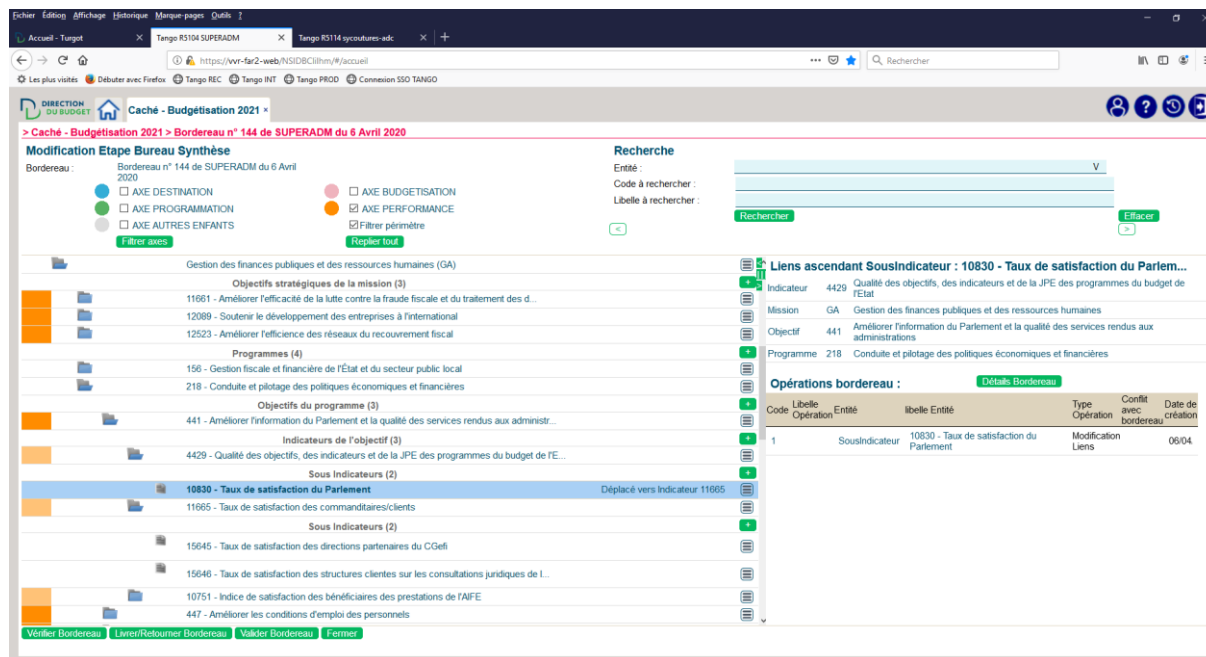 Fichier Édition Affichage Historique Marque-pages Outils ?
Accueil - Turgot × Tango R5104 SUPERADM × Tango R5114 sycoutures-adc × +
https://vvr-far2-web/NSIDBCliIhm/#/accueil
Rechercher
Les plus visités Débuter avec Firefox Tango REC Tango INT Tango PROD Connexion SSO TANGO
DIRECTION DU BUDGET
Caché - Budgétisation 2021 ×
> Caché - Budgétisation 2021 > Bordereau n° 144 de SUPERADM du 6 Avril 2020
Modification Etape Bureau Synthèse
Bordereau : Bordereau n° 144 de SUPERADM du 6 Avril 2020
AXE DESTINATION AXE BUDGETISATION
AXE PROGRAMMATION AXE PERFORMANCE
AXE AUTRES ENFANTS Filtrer périmètre
Filtrer axes Replier tout
Recherche
Entité : V
Code à rechercher :
Libelle à rechercher :
Rechercher Effacer
< >
Gestion des finances publiques et des ressources humaines (GA)
Objectifs stratégiques de la mission (3)
11661 - Améliorer l'efficacité de la lutte contre la fraude fiscale et du traitement des d...
12089 - Soutenir le développement des entreprises à l'international
12523 - Améliorer l'efficience des réseaux du recouvrement fiscal
Programmes (4)
156 - Gestion fiscale et financière de l'État et du secteur public local
218 - Conduite et pilotage des politiques économiques et financières
Objectifs du programme (3)
441 - Améliorer l'information du Parlement et la qualité des services rendus aux administr...
Indicateurs de l'objectif (3)
4429 - Qualité des objectifs, des indicateurs et de la JPE des programmes du budget de l'E...
Sous Indicateurs (2)
10830 - Taux de satisfaction du Parlement Déplacé vers Indicateur 11665
11665 - Taux de satisfaction des commanditaires/clients
Sous Indicateurs (2)
15645 - Taux de satisfaction des directions partenaires du CGefi
15646 - Taux de satisfaction des structures clientes sur les consultations juridiques de l...
10751 - Indice de satisfaction des bénéficiaires des prestations de l'AIFE
447 - Améliorer les conditions d'emploi des personnels
Vérifier Bordereau Livrer/Retourner Bordereau Valider Bordereau Fermer
Liens ascendant SousIndicateur : 10830 - Taux de satisfaction du Parlem...
Indicateur 4429 Qualité des objectifs, des indicateurs et de la JPE des programmes du budget de l'Etat
Mission GA Gestion des finances publiques et des ressources humaines
Objectif 441 Améliorer l'information du Parlement et la qualité des services rendus aux administrations
Programme 218 Conduite et pilotage des politiques économiques et financières
Opérations bordereau : Détails Bordereau
Code Libelle Opération Entité libelle Entité Type Opération Conflit avec bordereau Date de création
1 SousIndicateur 10830 - Taux de satisfaction du Parlement Modification Liens 06/04.